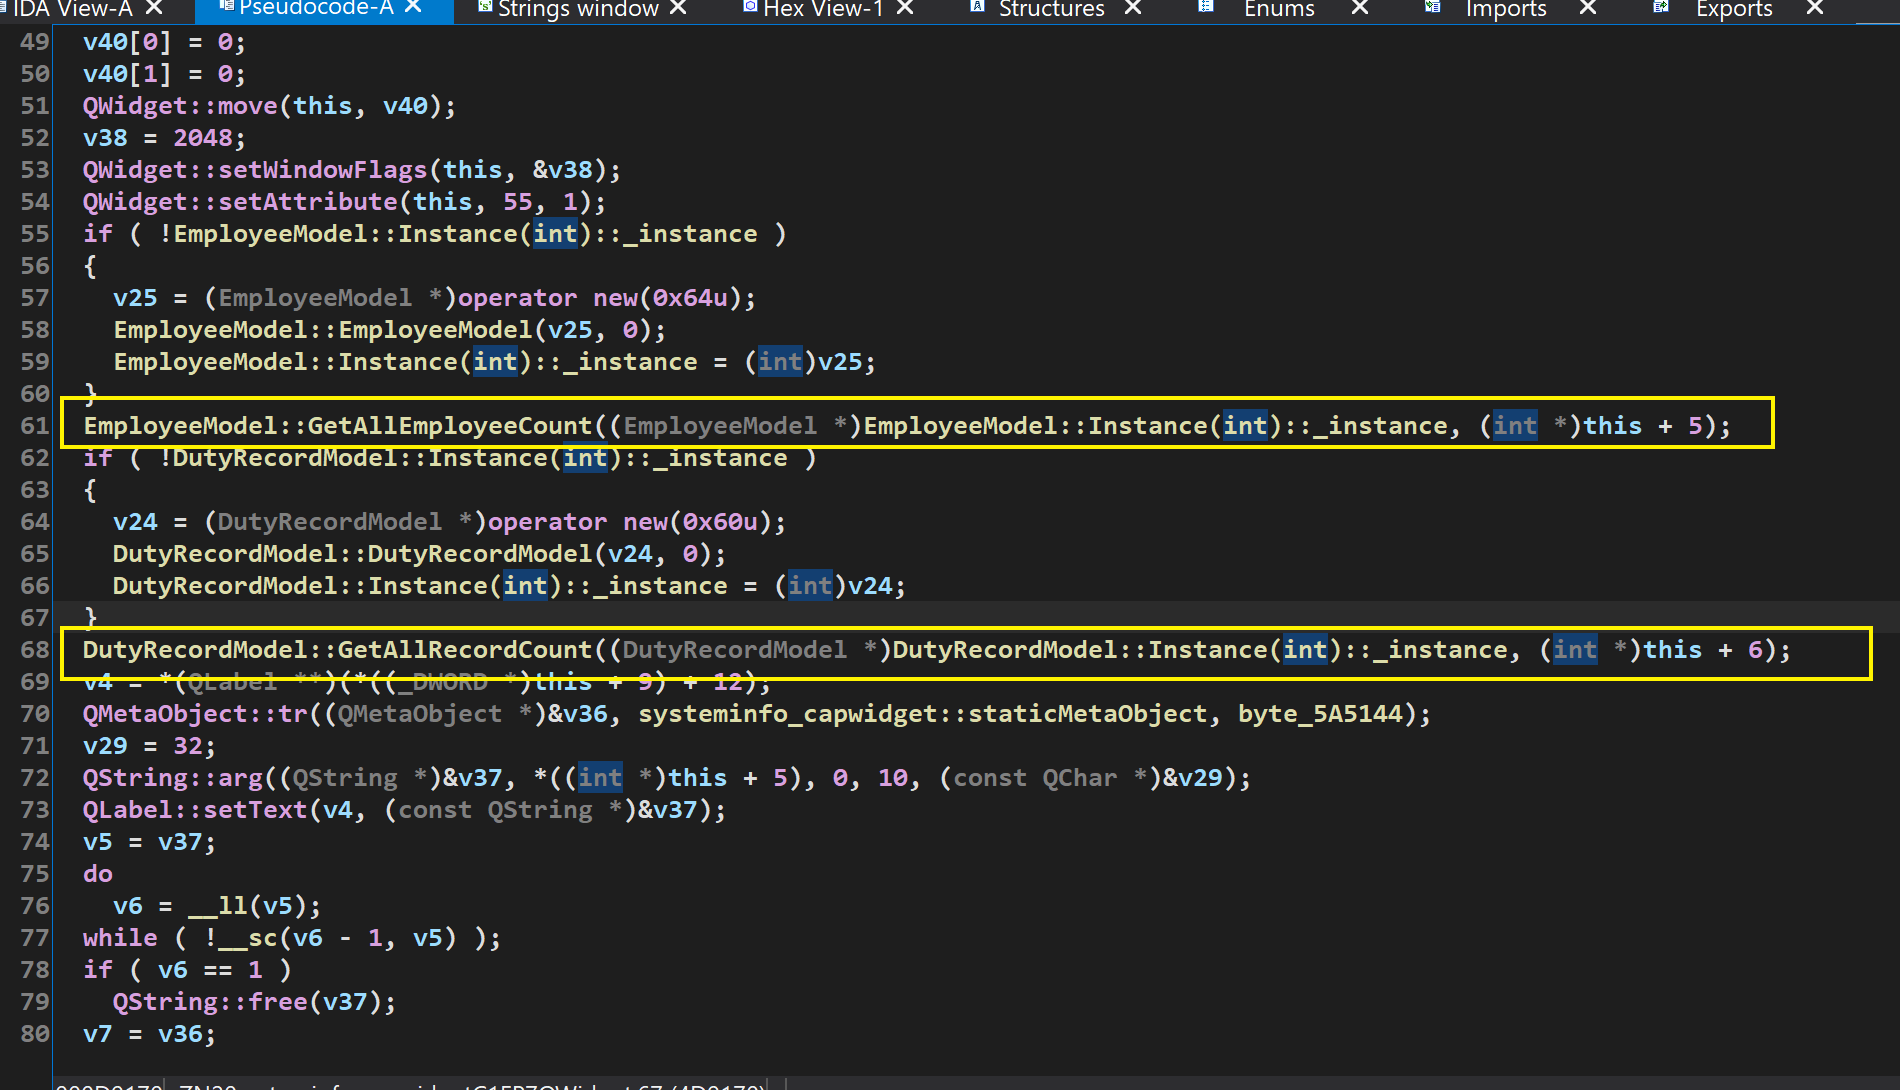 IDA View-A Pseudocode-A Strings window Hex View-1 Structures Enums Imports Exports
49 v40[0] = 0;
50 v40[1] = 0;
51 QWidget::move(this, v40);
52 v38 = 2048;
53 QWidget::setWindowFlags(this, &v38);
54 QWidget::setAttribute(this, 55, 1);
55 if ( !EmployeeModel::Instance(int)::_instance )
56 {
57 v25 = (EmployeeModel *)operator new(0x64u);
58 EmployeeModel::EmployeeModel(v25, 0);
59 EmployeeModel::Instance(int)::_instance = (int)v25;
60 }
61 EmployeeModel::GetAllEmployeeCount((EmployeeModel *)EmployeeModel::Instance(int)::_instance, (int *)this + 5);
62 if ( !DutyRecordModel::Instance(int)::_instance )
63 {
64 v24 = (DutyRecordModel *)operator new(0x60u);
65 DutyRecordModel::DutyRecordModel(v24, 0);
66 DutyRecordModel::Instance(int)::_instance = (int)v24;
67 }
68 DutyRecordModel::GetAllRecordCount((DutyRecordModel *)DutyRecordModel::Instance(int)::_instance, (int *)this + 6);
69 v4 = *(QLabel **)(*((_DWORD *)this + 9) + 12);
70 QMetaObject::tr((QMetaObject *)&v36, systeminfo_capwidget::staticMetaObject, byte_5A5144);
71 v29 = 32;
72 QString::arg((QString *)&v37, *((int *)this + 5), 0, 10, (const QChar *)&v29);
73 QLabel::setText(v4, (const QString *)&v37);
74 v5 = v37;
75 do
76 v6 = __ll(v5);
77 while ( !__sc(v6 - 1, v5) );
78 if ( v6 == 1 )
79 QString::free(v37);
80 v7 = v36;